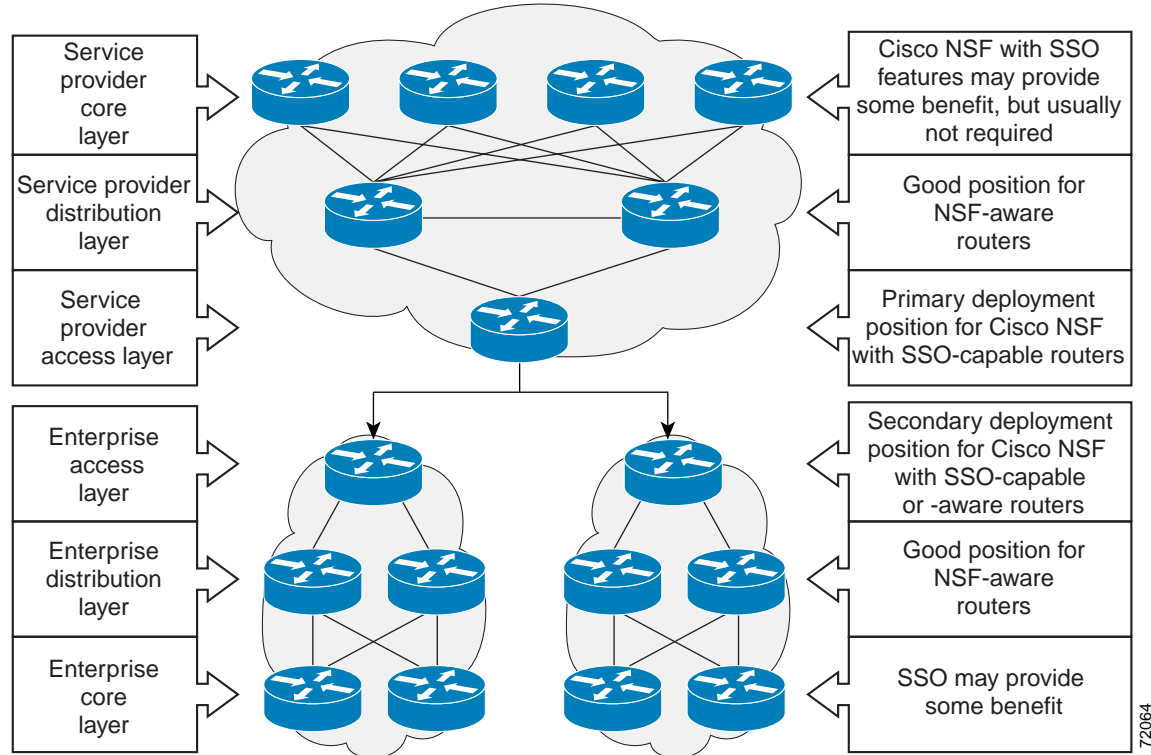 Service
provider
core
layer
Cisco NSF with SSO
features may provide
some benefit, but usually
not required
Service provider
distribution
layer
Good position for
NSF-aware
routers
Service
provider
access layer
Primary deployment
position for Cisco NSF
with SSO-capable routers
Enterprise
access
layer
Secondary deployment
position for Cisco NSF
with SSO-capable
or -aware routers
Enterprise
distribution
layer
Good position for
NSF-aware
routers
Enterprise
core
layer
SSO may provide
some benefit
72064